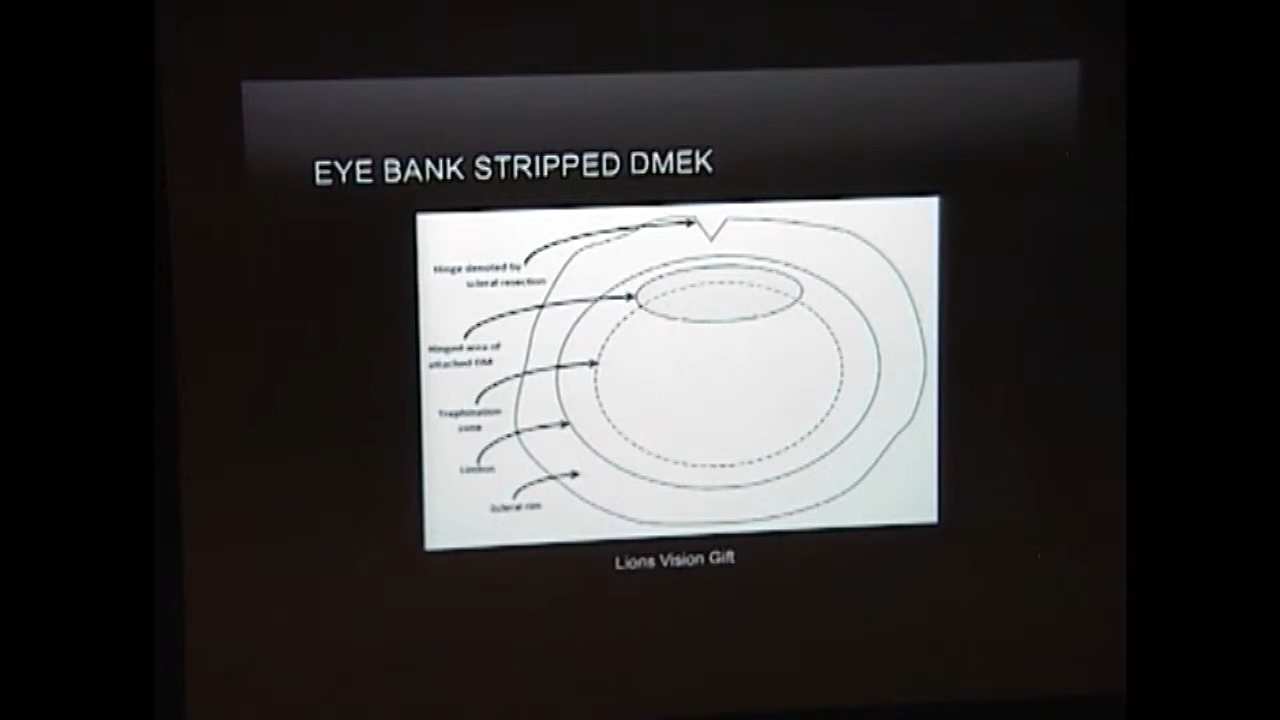 EYE BANK STRIPPED DMEK
Hinge denoted by
scleral resection
Hinged area of
attached DM
Trephination
zone
Limbus
Scleral rim
Lions Vision Gift